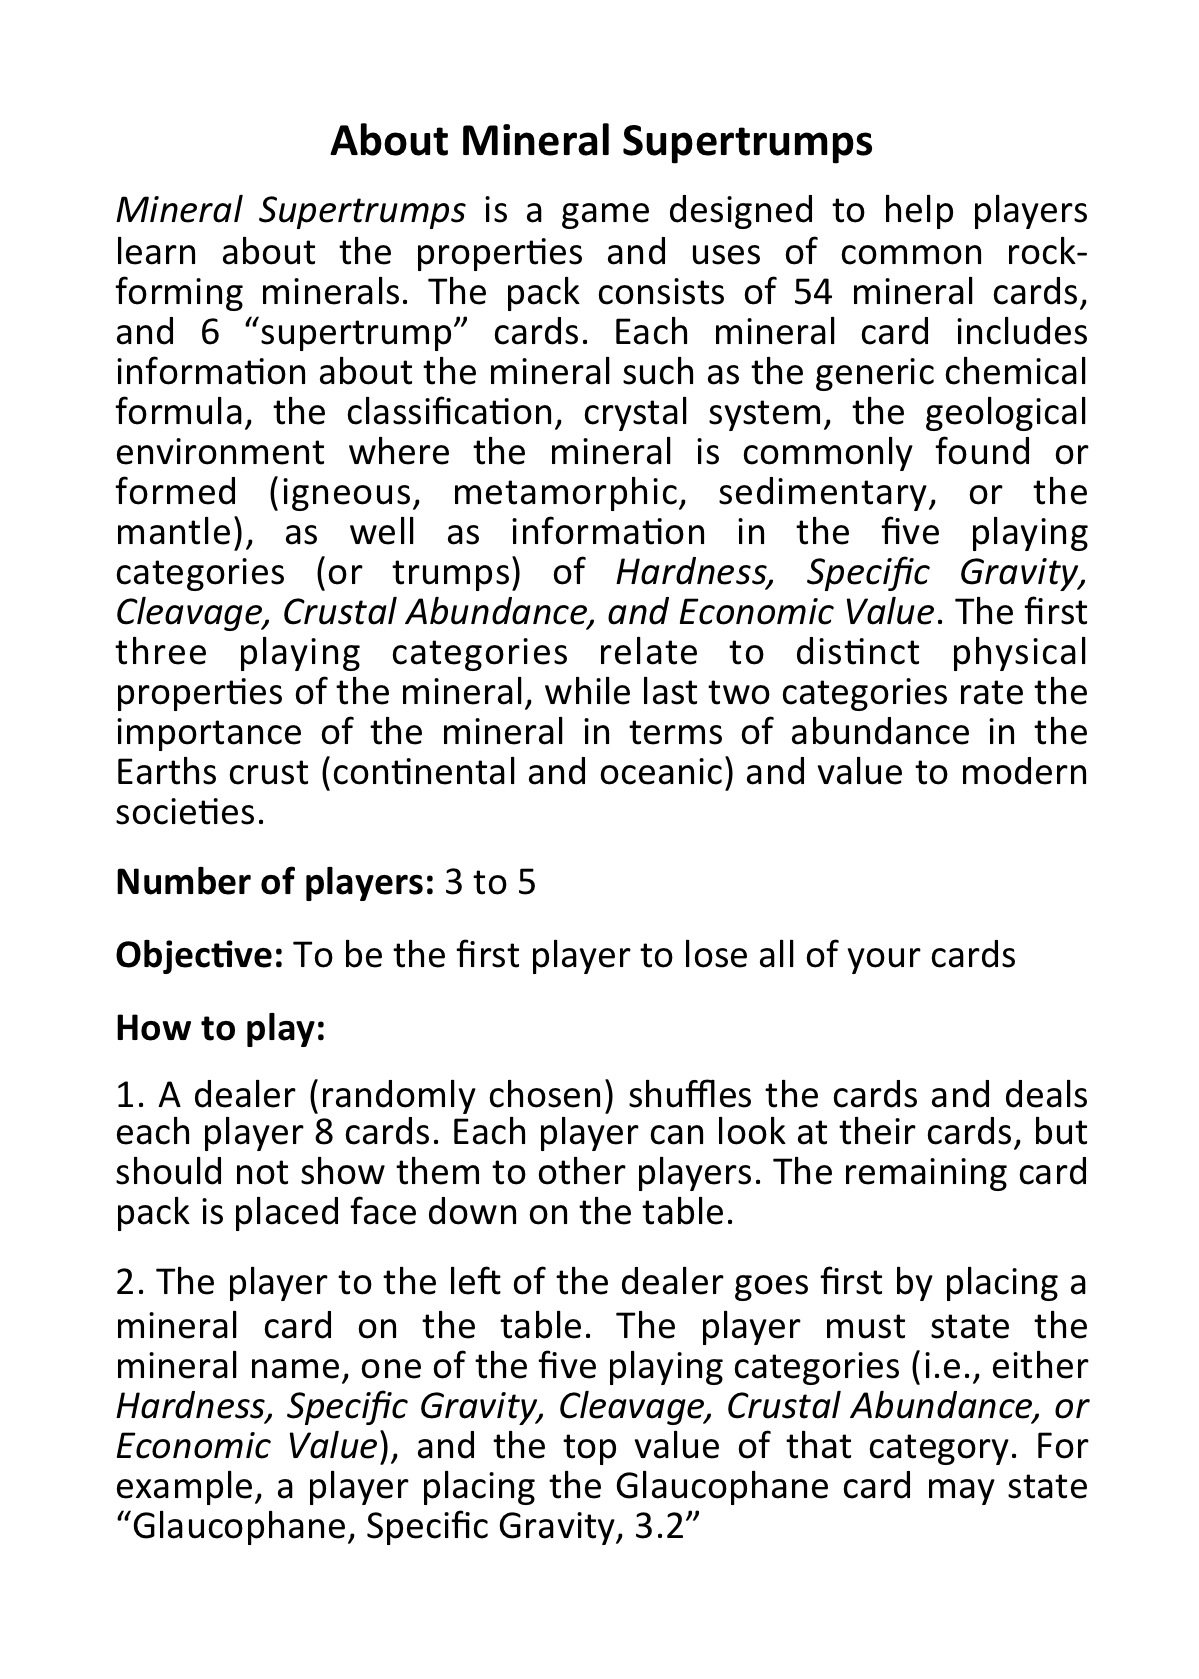 About Mineral Supertrumps
Mineral Supertrumps is a game designed to help players
learn about the properties and uses of common rock-
forming minerals. The pack consists of 54 mineral cards,
and 6 “supertrump” cards. Each mineral card includes
information about the mineral such as the generic chemical
formula, the classification, crystal system, the geological
environment where the mineral is commonly found or
formed (igneous, metamorphic, sedimentary, or the
mantle), as well as information in the five playing
categories (or trumps) of Hardness, Specific Gravity,
Cleavage, Crustal Abundance, and Economic Value. The first
three playing categories relate to distinct physical
properties of the mineral, while last two categories rate the
importance of the mineral in terms of abundance in the
Earths crust (continental and oceanic) and value to modern
societies.
Number of players: 3 to 5
Objective: To be the first player to lose all of your cards
How to play:
1. A dealer (randomly chosen) shuffles the cards and deals
each player 8 cards. Each player can look at their cards, but
should not show them to other players. The remaining card
pack is placed face down on the table.
2. The player to the left of the dealer goes first by placing a
mineral card on the table. The player must state the
mineral name, one of the five playing categories (i.e., either
Hardness, Specific Gravity, Cleavage, Crustal Abundance, or
Economic Value), and the top value of that category. For
example, a player placing the Glaucophane card may state
“Glaucophane, Specific Gravity, 3.2”